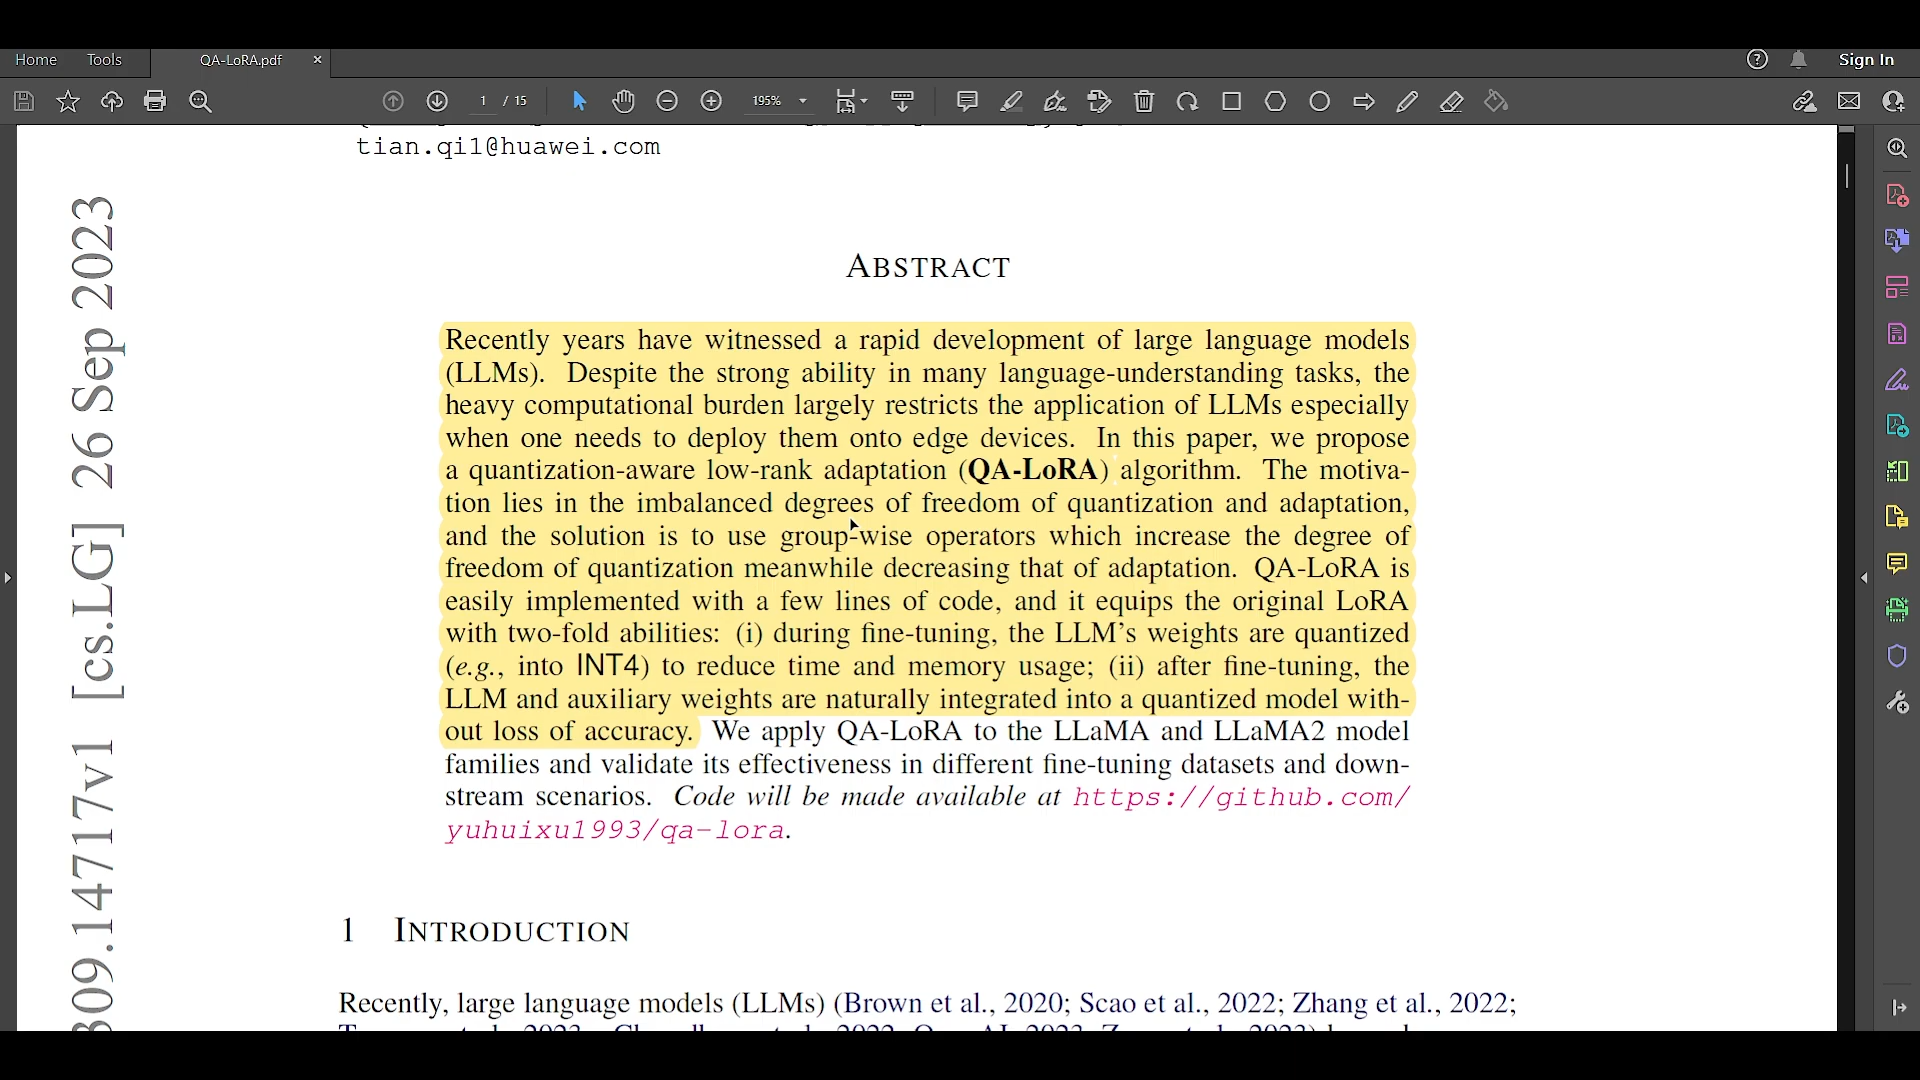 Home Tools QA-LoRA.pdf × Sign In
1 / 15 195%
tian.qi1@huawei.com
309.14717v1 [cs.LG] 26 Sep 2023
ABSTRACT
Recently years have witnessed a rapid development of large language models
(LLMs). Despite the strong ability in many language-understanding tasks, the
heavy computational burden largely restricts the application of LLMs especially
when one needs to deploy them onto edge devices. In this paper, we propose
a quantization-aware low-rank adaptation (QA-LoRA) algorithm. The motiva-
tion lies in the imbalanced degrees of freedom of quantization and adaptation,
and the solution is to use group-wise operators which increase the degree of
freedom of quantization meanwhile decreasing that of adaptation. QA-LoRA is
easily implemented with a few lines of code, and it equips the original LoRA
with two-fold abilities: (i) during fine-tuning, the LLM's weights are quantized
(e.g., into INT4) to reduce time and memory usage; (ii) after fine-tuning, the
LLM and auxiliary weights are naturally integrated into a quantized model with-
out loss of accuracy. We apply QA-LoRA to the LLaMA and LLaMA2 model
families and validate its effectiveness in different fine-tuning datasets and down-
stream scenarios. Code will be made available at https://github.com/
yuhuixu1993/qa-lora.
1 INTRODUCTION
Recently, large language models (LLMs) (Brown et al., 2020; Scao et al., 2022; Zhang et al., 2022;